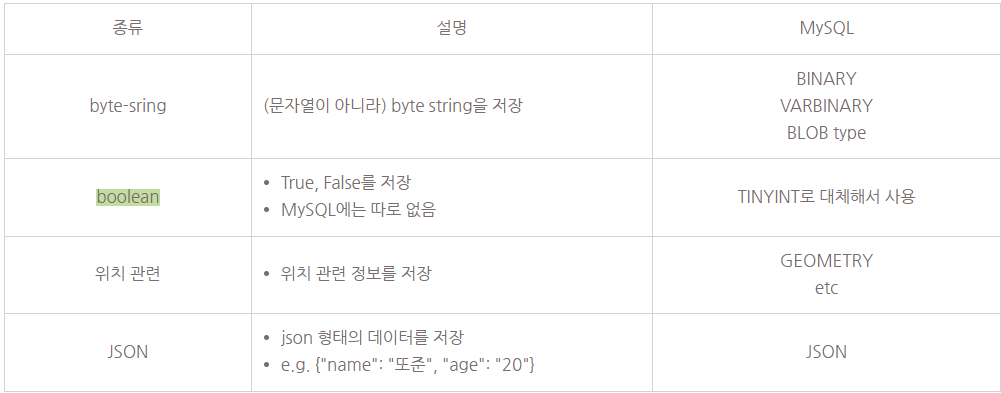 종류 설명 MySQL
byte-sring (문자열이 아니라) byte string을 저장 BINARY
VARBINARY
BLOB type
boolean • True, False를 저장
• MySQL에는 따로 없음 TINYINT로 대체해서 사용
위치 관련 • 위치 관련 정보를 저장 GEOMETRY
etc
JSON • json 형태의 데이터를 저장
• e.g. {"name": "또준", "age": "20"} JSON